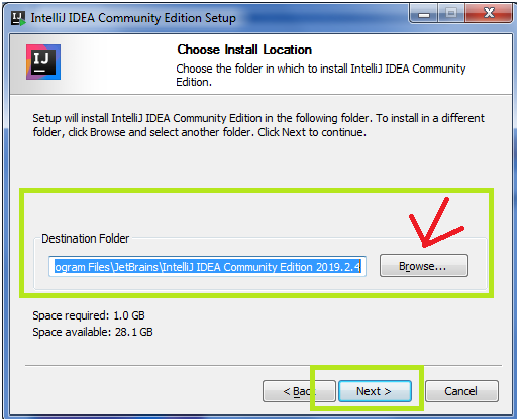 IntelliJ IDEA Community Edition Setup
IJ
Choose Install Location
Choose the folder in which to install IntelliJ IDEA Community
Edition.
Setup will install IntelliJ IDEA Community Edition in the following folder. To install in a different
folder, click Browse and select another folder. Click Next to continue.
Destination Folder
ogram Files\JetBrains\IntelliJ IDEA Community Edition 2019.2.4
Browse...
Space required: 1.0 GB
Space available: 28.1 GB
< Back
Next >
Cancel